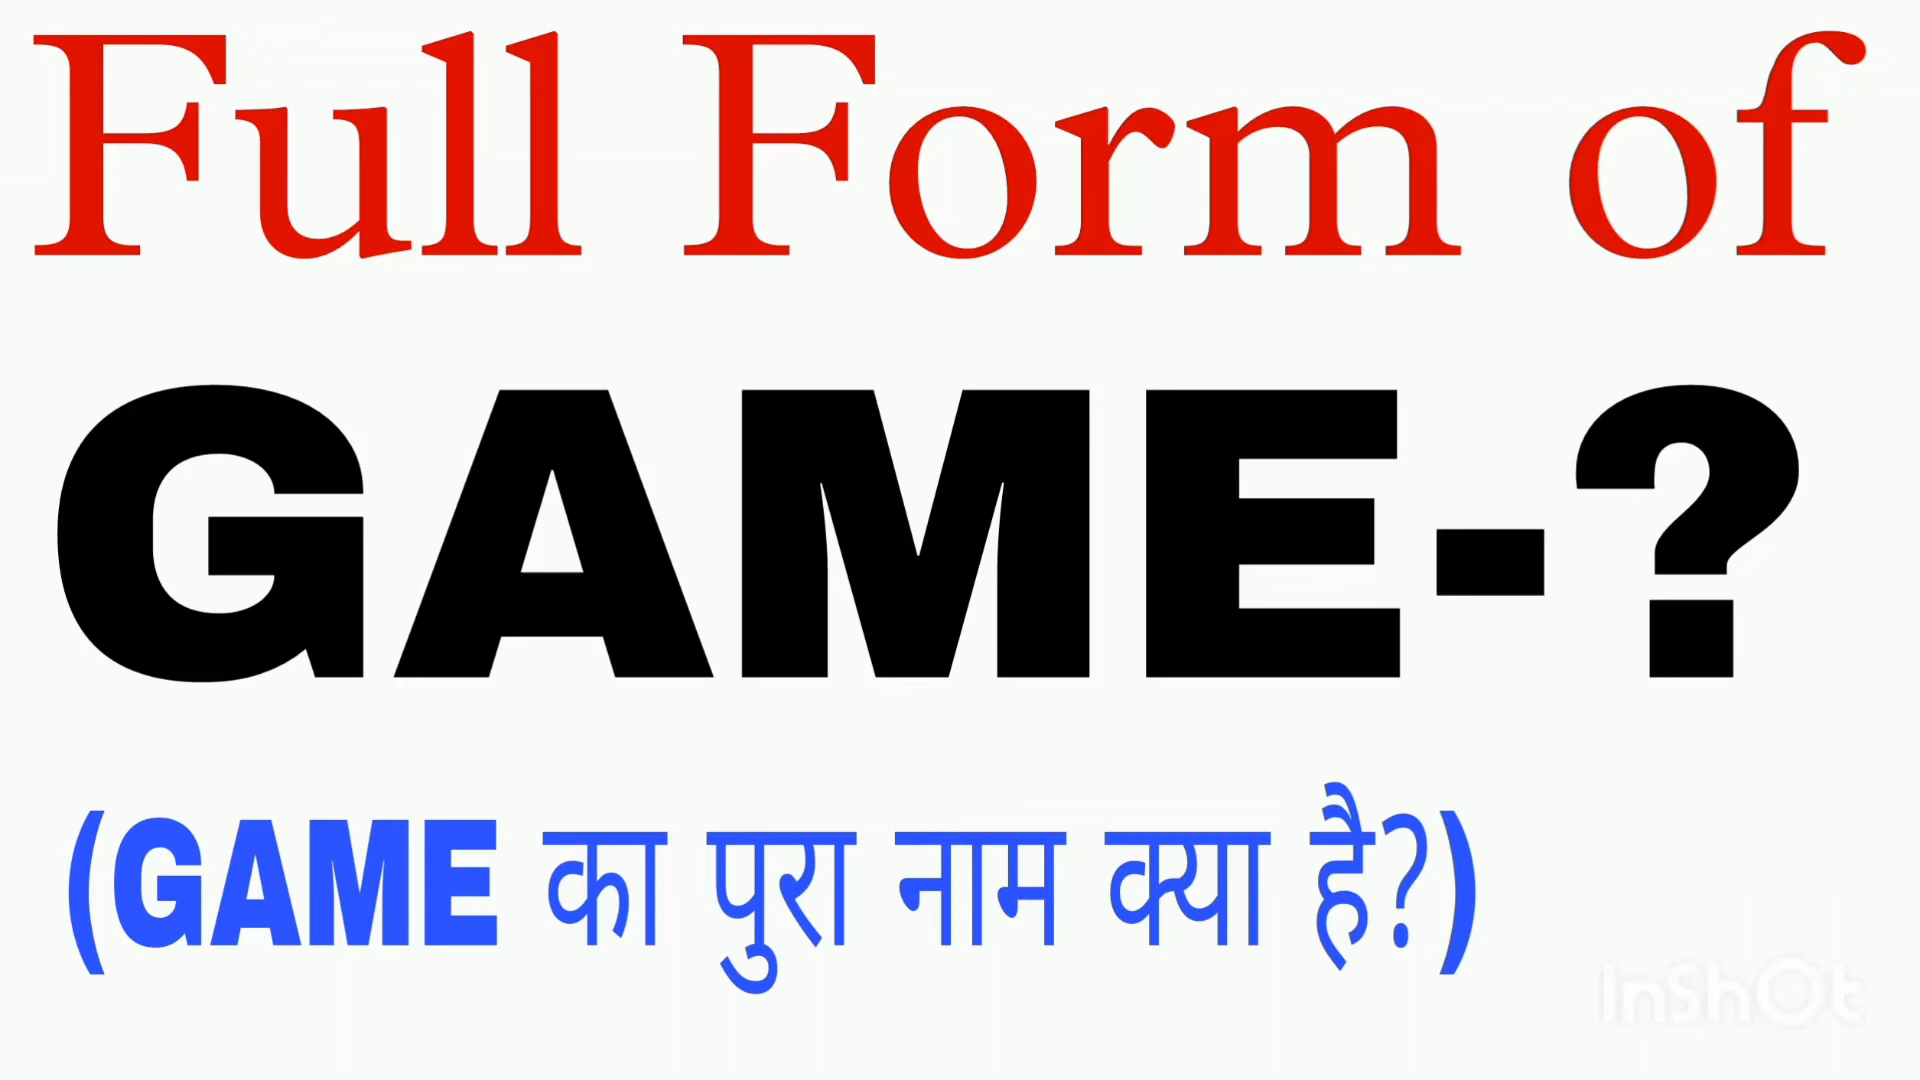 Full Form of
GAME-?
(GAME का पुरा नाम क्या है?)
InShOt